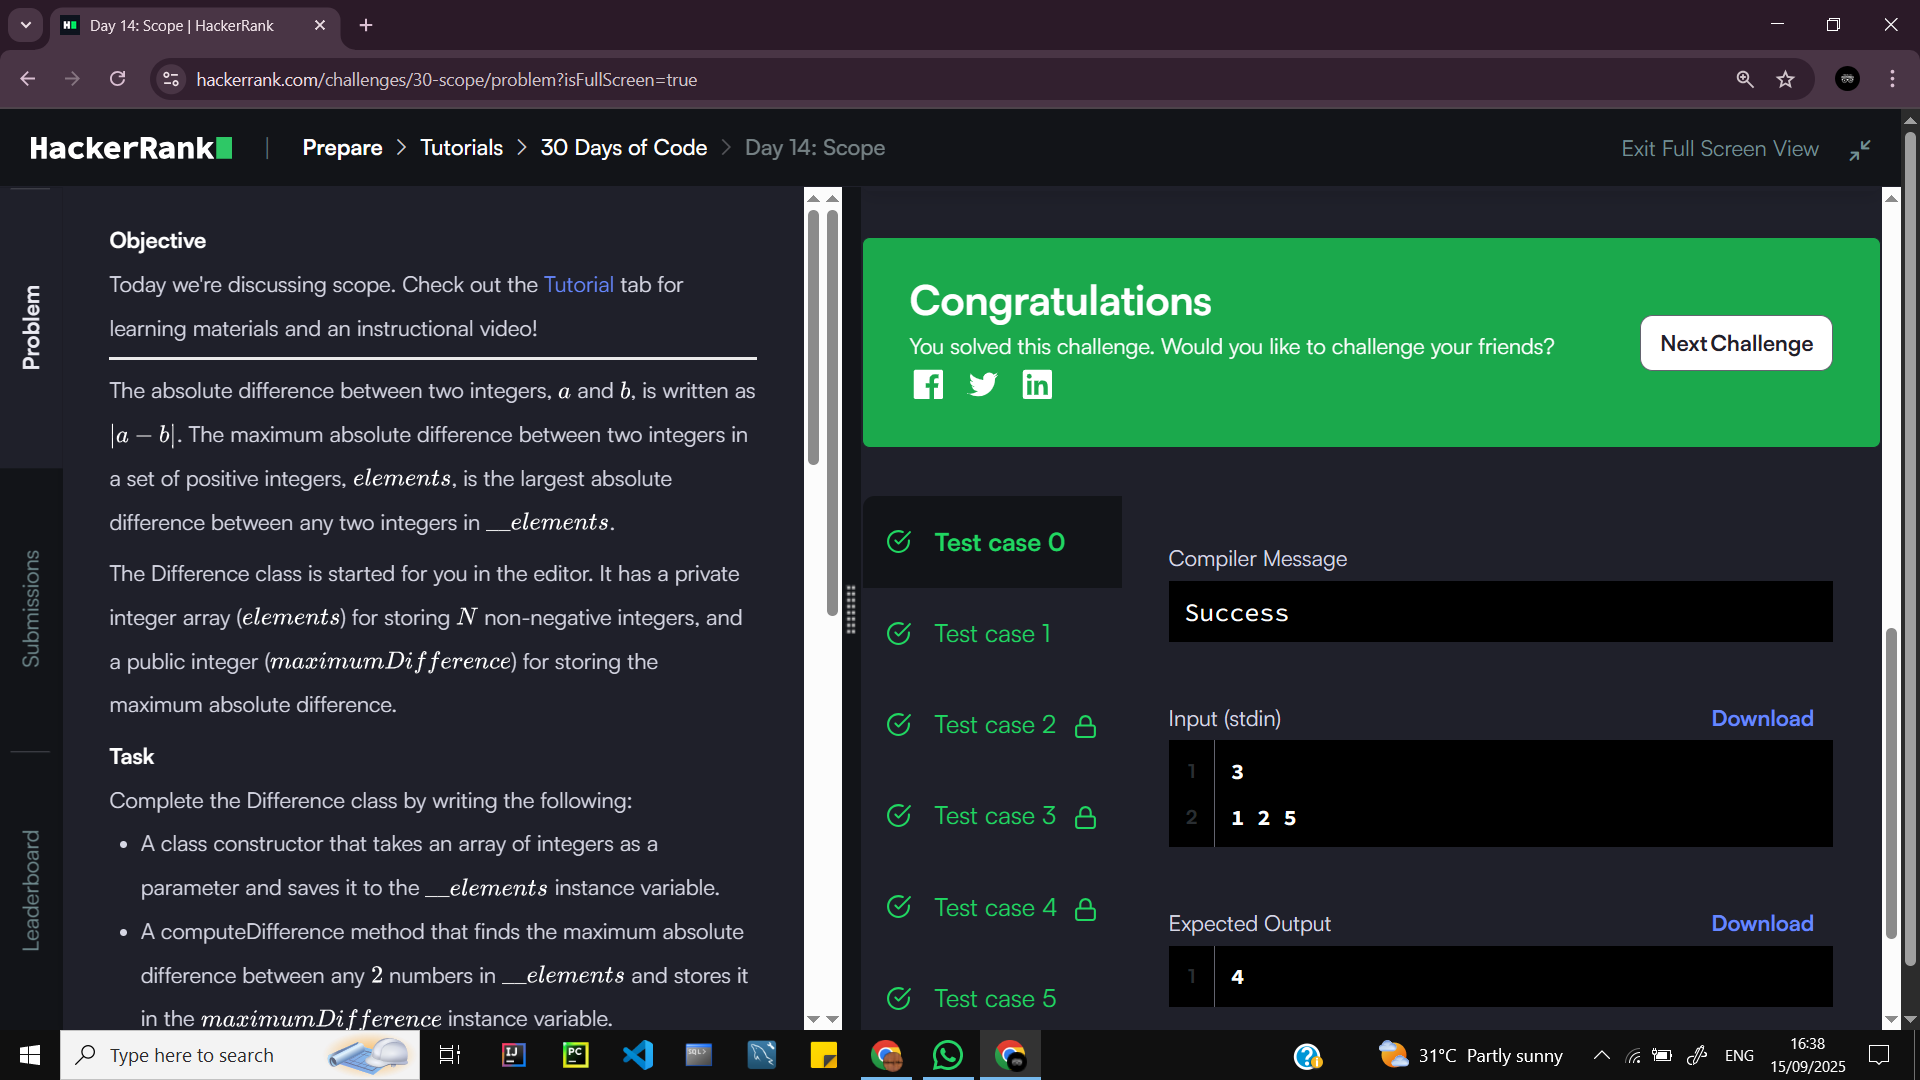 Day 14: Scope | HackerRank
hackerrank.com/challenges/30-scope/problem?isFullScreen=true
HackerRank | Prepare > Tutorials > 30 Days of Code > Day 14: Scope
Exit Full Screen View
Problem
Submissions
Leaderboard
Objective
Today we're discussing scope. Check out the Tutorial tab for
learning materials and an instructional video!
The absolute difference between two integers, a and b, is written as
|a − b|. The maximum absolute difference between two integers in
a set of positive integers, elements, is the largest absolute
difference between any two integers in __elements.
The Difference class is started for you in the editor. It has a private
integer array (elements) for storing N non-negative integers, and
a public integer (maximumDifference) for storing the
maximum absolute difference.
Task
Complete the Difference class by writing the following:
• A class constructor that takes an array of integers as a
parameter and saves it to the __elements instance variable.
• A computeDifference method that finds the maximum absolute
difference between any 2 numbers in __elements and stores it
in the maximumDifference instance variable.
Congratulations
You solved this challenge. Would you like to challenge your friends?
Next Challenge
Test case 0
Test case 1
Test case 2
Test case 3
Test case 4
Test case 5
Compiler Message
Success
Input (stdin)
Download
1 3
2 1 2 5
Expected Output
Download
1 4
Type here to search
31°C Partly sunny
ENG
16:38
15/09/2025